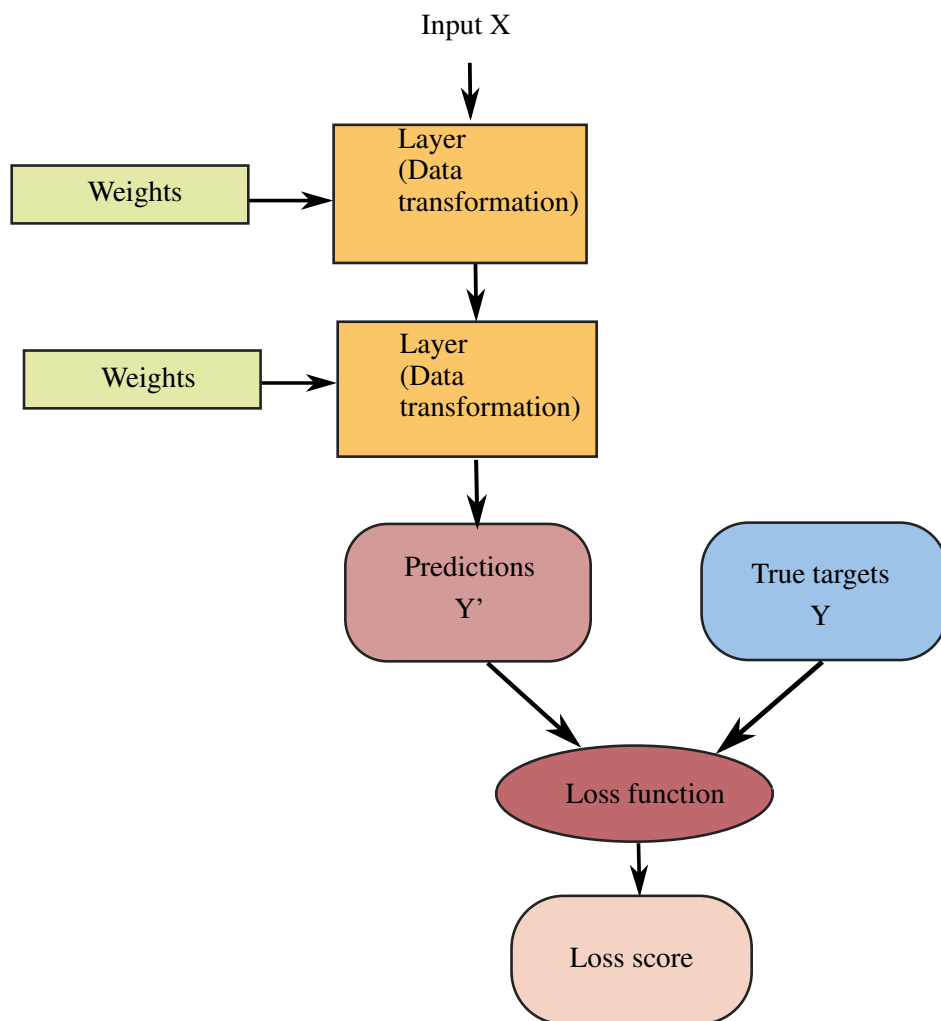 Input X
Layer
(Data
transformation)
Weights
Layer
(Data
transformation)
Weights
Predictions
Y’
True targets
Y
Loss function
Loss score